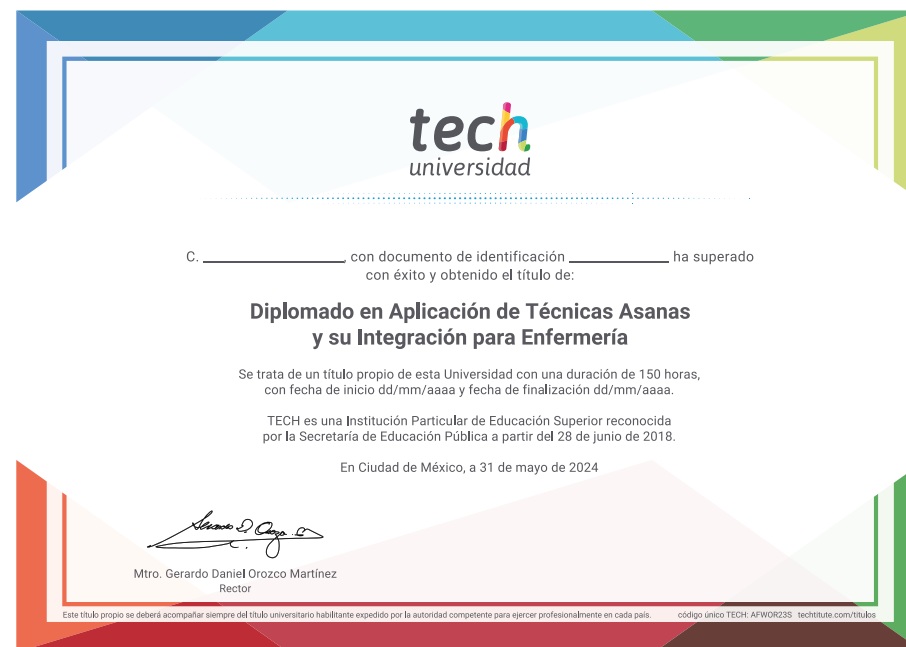 tech
universidad
C. ____________, con documento de identificación ____________ ha superado
con éxito y obtenido el título de:
Diplomado en Aplicación de Técnicas Asanas
y su Integración para Enfermería
Se trata de un título propio de esta Universidad con una duración de 150 horas,
con fecha de inicio dd/mm/aaaa y fecha de finalización dd/mm/aaaa.
TECH es una Institución Particular de Educación Superior reconocida
por la Secretaría de Educación Pública a partir del 28 de junio de 2018.
En Ciudad de México, a 31 de mayo de 2024
Mtro. Gerardo Daniel Orozco Martínez
Rector
Este título propio se deberá acompañar siempre del título universitario habilitante expedido por la autoridad competente para ejercer profesionalmente en cada país. código único TECH: AFWOR23S techtitute.com/titulos